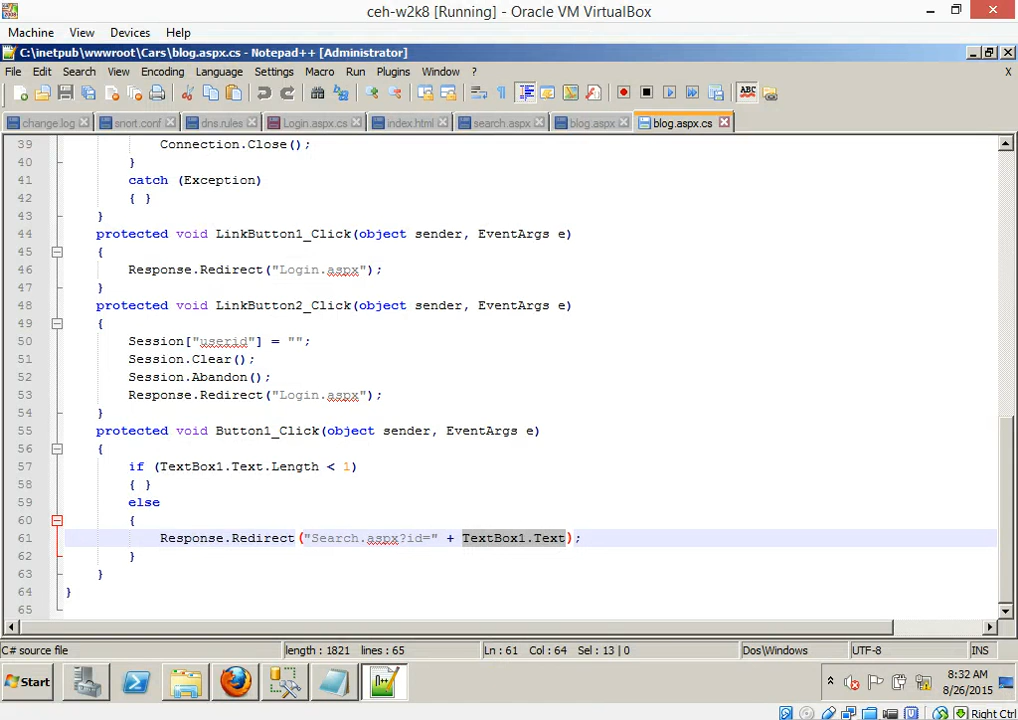 ceh-w2k8 [Running] - Oracle VM VirtualBox
Machine View Devices Help
C:\inetpub\wwwroot\Cars\blog.aspx.cs - Notepad++ [Administrator]
File Edit Search View Encoding Language Settings Macro Run Plugins Window ? X
change.log snort.conf dns.rules Login.aspx.cs index.html search.aspx blog.aspx blog.aspx.cs
39 Connection.Close();
40 }
41 catch (Exception)
42 { }
43 }
44 protected void LinkButton1_Click(object sender, EventArgs e)
45 {
46 Response.Redirect("Login.aspx");
47 }
48 protected void LinkButton2_Click(object sender, EventArgs e)
49 {
50 Session["userid"] = "";
51 Session.Clear();
52 Session.Abandon();
53 Response.Redirect("Login.aspx");
54 }
55 protected void Button1_Click(object sender, EventArgs e)
56 {
57 if (TextBox1.Text.Length < 1)
58 { }
59 else
60 {
61 Response.Redirect("Search.aspx?id=" + TextBox1.Text);
62 }
63 }
64 }
65
C# source file length : 1821 lines : 65 Ln : 61 Col : 64 Sel : 13 | 0 Dos\Windows UTF-8 INS
Start 8:32 AM
8/26/2015
Right Ctrl